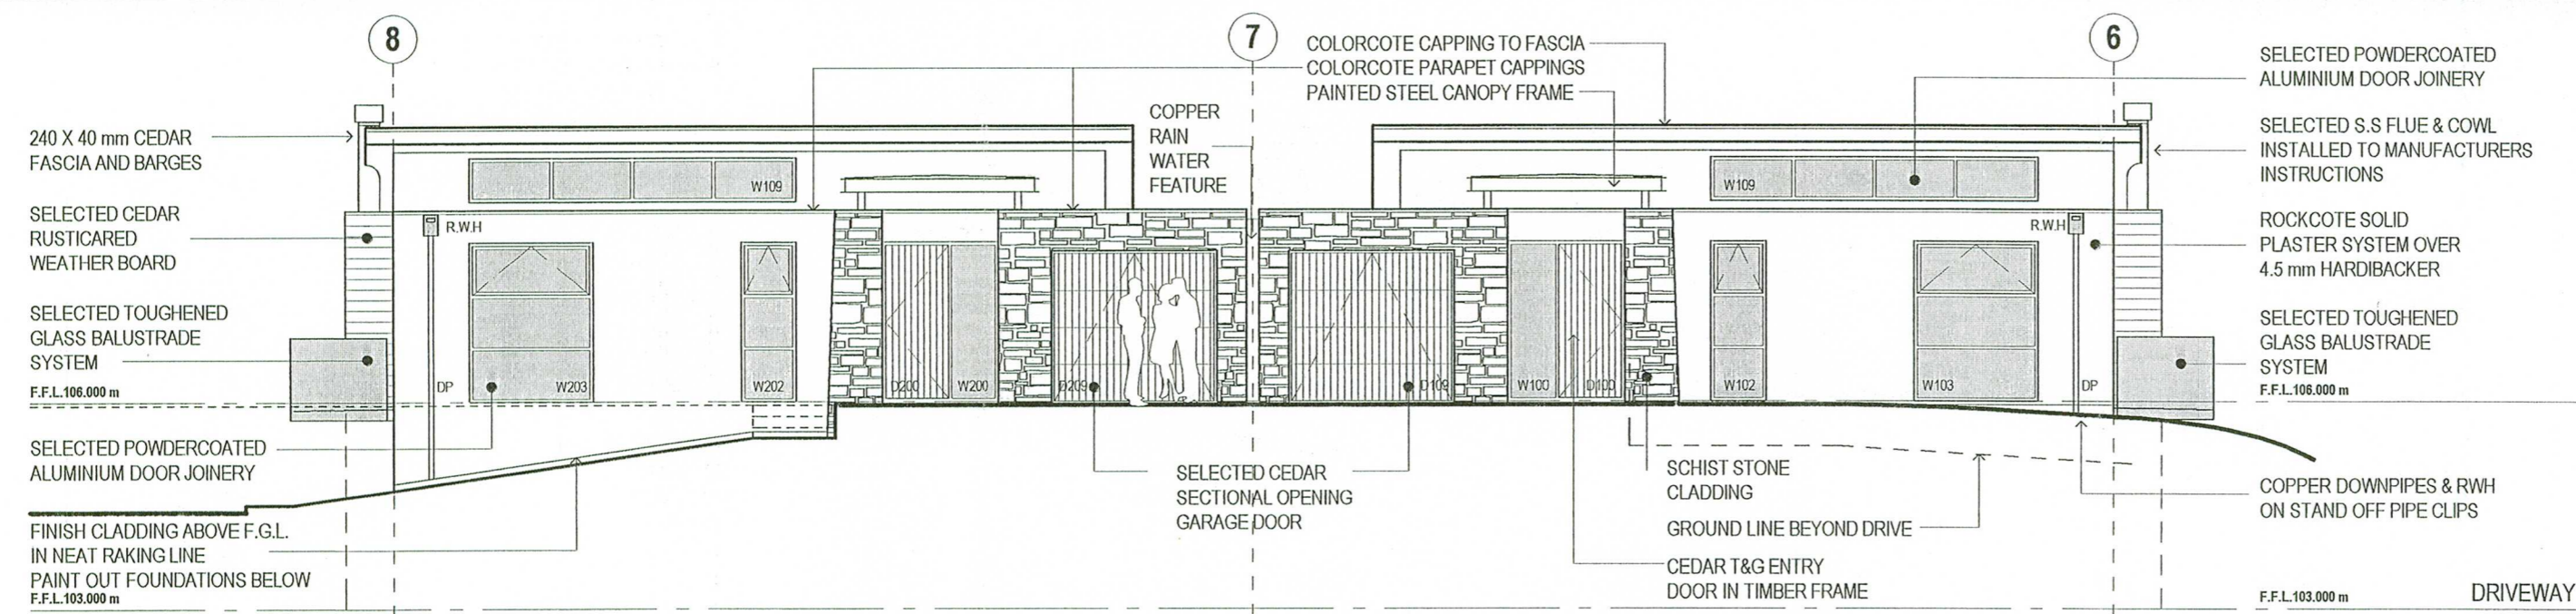 8
7
6
240 X 40 mm CEDAR
FASCIA AND BARGES
SELECTED CEDAR
RUSTICARED
WEATHER BOARD
SELECTED TOUGHENED
GLASS BALUSTRADE
SYSTEM
F.F.L.106.000 m
SELECTED POWDERCOATED
ALUMINIUM DOOR JOINERY
FINISH CLADDING ABOVE F.G.L.
IN NEAT RAKING LINE
PAINT OUT FOUNDATIONS BELOW
F.F.L.103.000 m
COPPER
RAIN
WATER
FEATURE
COLORCOTE CAPPING TO FASCIA
COLORCOTE PARAPET CAPPINGS
PAINTED STEEL CANOPY FRAME
W109
W109
R.W.H
R.W.H
DP
W203
W202
D200
W200
D209
D109
W100
D100
W102
W103
DP
SELECTED CEDAR
SECTIONAL OPENING
GARAGE DOOR
SCHIST STONE
CLADDING
GROUND LINE BEYOND DRIVE
CEDAR T&G ENTRY
DOOR IN TIMBER FRAME
SELECTED POWDERCOATED
ALUMINIUM DOOR JOINERY
SELECTED S.S FLUE & COWL
INSTALLED TO MANUFACTURERS
INSTRUCTIONS
ROCKCOTE SOLID
PLASTER SYSTEM OVER
4.5 mm HARDIBACKER
SELECTED TOUGHENED
GLASS BALUSTRADE
SYSTEM
F.F.L.106.000 m
COPPER DOWNPIPES & RWH
ON STAND OFF PIPE CLIPS
F.F.L.103.000 m
DRIVEWAY